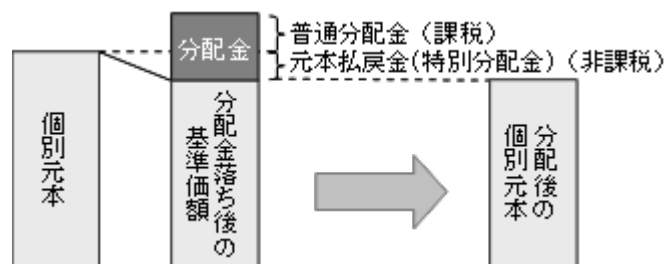 分配金
普通分配金（課税）
元本払戻金(特別分配金)（非課税）
個別元本
分配金落ち後の
基準価額
分配後の
個別元本